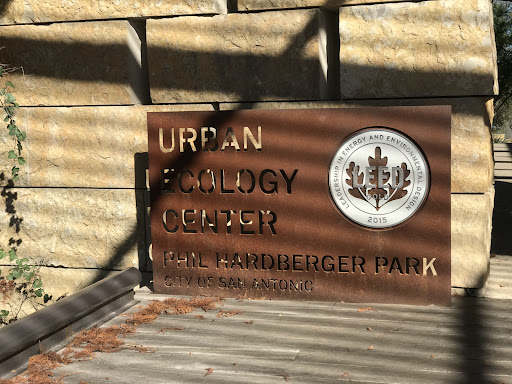 URBAN
ECOLOGY
CENTER
PHIL HARDBERGER PARK
CITY OF SAN ANTONIO
LEADERSHIP IN ENERGY AND ENVIRONMENTAL DESIGN
LEED
2015